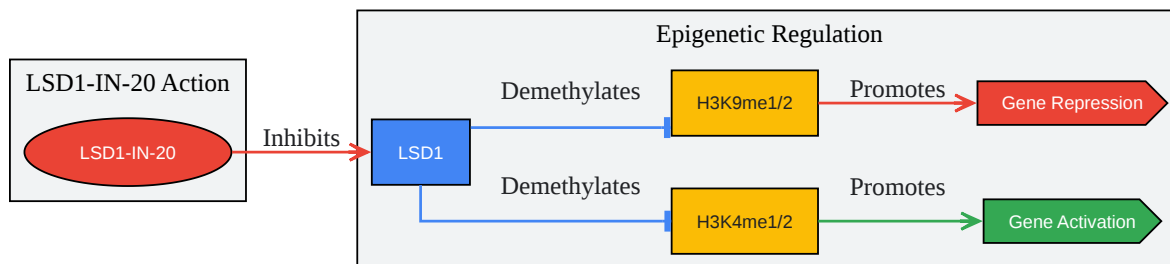 Epigenetic Regulation
LSD1-IN-20 Action
LSD1-IN-20
Inhibits
LSD1
Demethylates
H3K9me1/2
Promotes
Gene Repression
Demethylates
H3K4me1/2
Promotes
Gene Activation